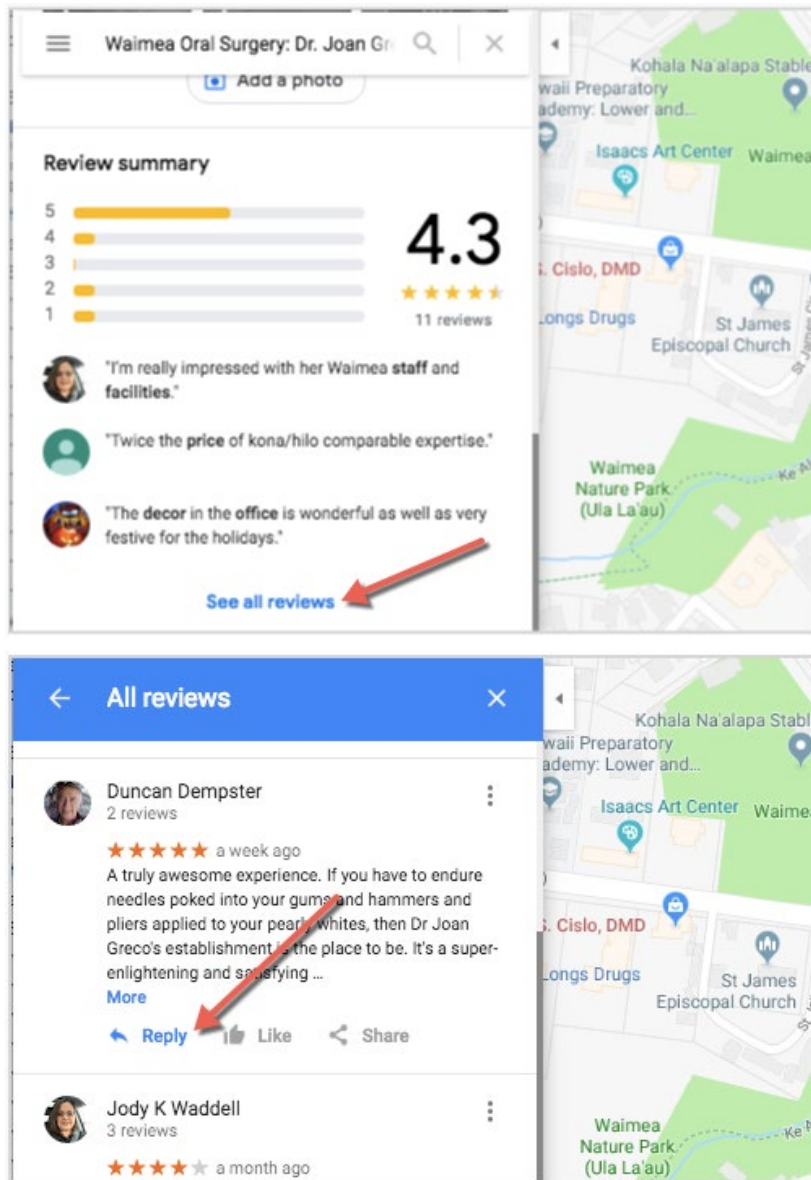 Waimea Oral Surgery: Dr. Joan Gr
Add a photo
Review summary
5
4
3
2
1
4.3
11 reviews
"I'm really impressed with her Waimea staff and
facilities."
"Twice the price of kona/hilo comparable expertise."
"The decor in the office is wonderful as well as very
festive for the holidays."
See all reviews
Kohala Na'alapa Stable
waii Preparatory
ademy: Lower and...
Isaacs Art Center
Waimea
S. Cislo, DMD
Longs Drugs
St James
Episcopal Church
Waimea
Nature Park
(Ula La'au)
All reviews
Duncan Dempster
2 reviews
a week ago
A truly awesome experience. If you have to endure
needles poked into your gums and hammers and
pliers applied to your pearly whites, then Dr Joan
Greco's establishment is the place to be. It's a super-
enlightening and satisfying ...
More
Reply
Like
Share
Jody K Waddell
3 reviews
a month ago
Kohala Na'alapa Stabl
waii Preparatory
ademy: Lower and...
Isaacs Art Center
Waime
S. Cislo, DMD
Longs Drugs
St James
Episcopal Church
Waimea
Nature Park
(Ula La'au)